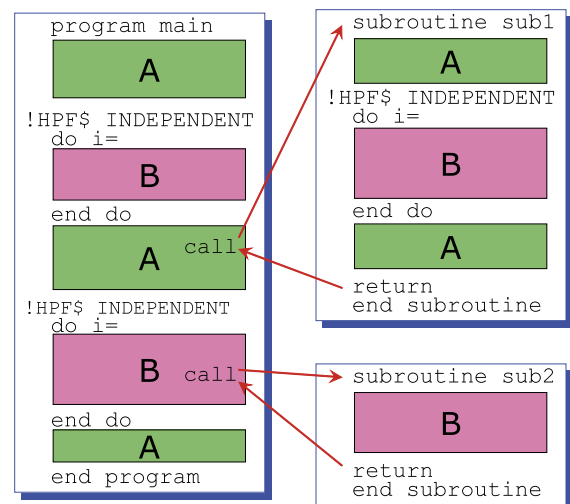 program main
A
!HPF$ INDEPENDENT
do i=
B
end do
A call
!HPF$ INDEPENDENT
do i=
B call
end do
A
end program
subroutine sub1
A
!HPF$ INDEPENDENT
do i=
B
end do
A
return
end subroutine
subroutine sub2
B
return
end subroutine